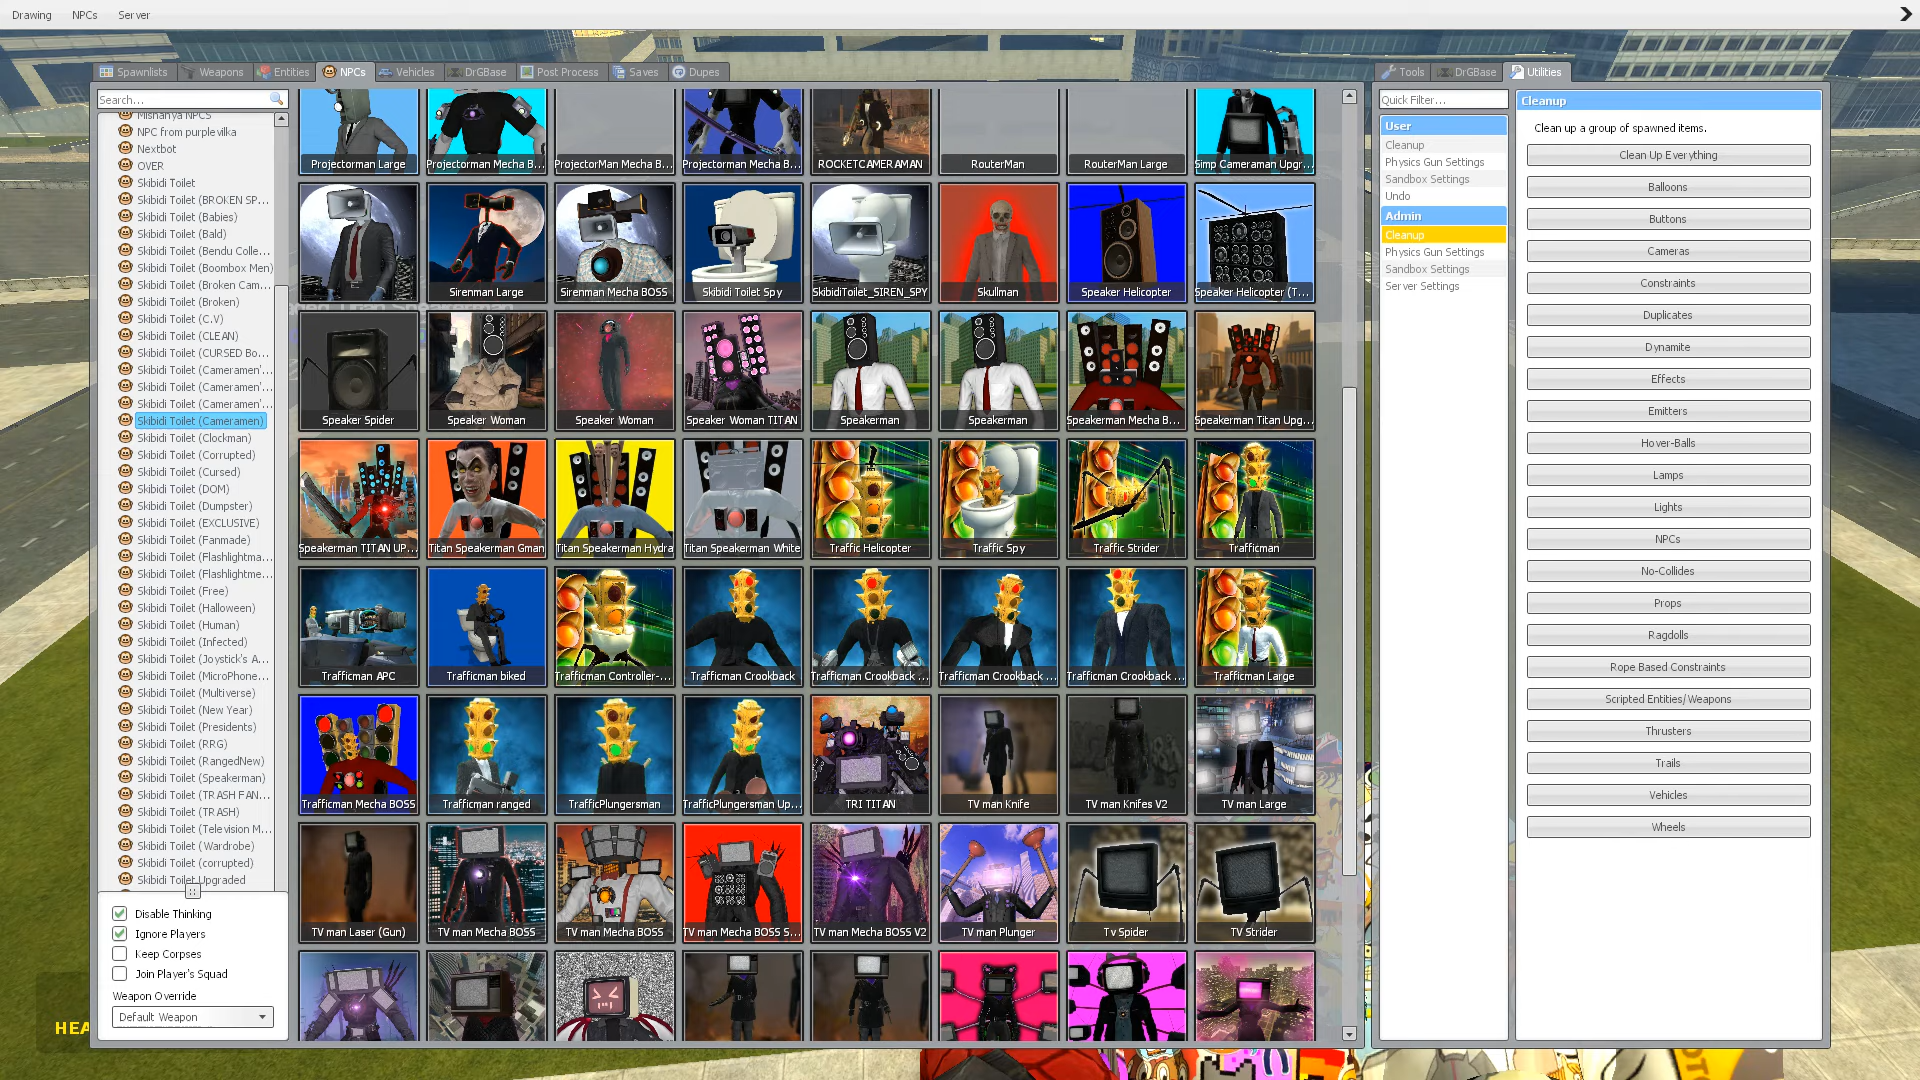 Drawing NPCs Server
Spawnlists Weapons Entities NPCs Vehicles DrGBase Post Process Saves Dupes
Tools DrGBase Utilities
Search...
Mishanya NPCS
NPC from purplevilka
Nextbot
OVER
Skibidi Toilet
Skibidi Toilet (BROKEN SP...
Skibidi Toilet (Babies)
Skibidi Toilet (Bald)
Skibidi Toilet (Bendu Colle...
Skibidi Toilet (Boombox Men)
Skibidi Toilet (Broken Cam...
Skibidi Toilet (Broken)
Skibidi Toilet (C.V)
Skibidi Toilet (CLEAN)
Skibidi Toilet (CURSED Bo...
Skibidi Toilet (Cameramen'...
Skibidi Toilet (Cameramen'...
Skibidi Toilet (Cameramen'...
Skibidi Toilet (Cameramen)
Skibidi Toilet (Clockman)
Skibidi Toilet (Corrupted)
Skibidi Toilet (Cursed)
Skibidi Toilet (DOM)
Skibidi Toilet (Dumpster)
Skibidi Toilet (EXCLUSIVE)
Skibidi Toilet (Fanmade)
Skibidi Toilet (Flashlightma...
Skibidi Toilet (Flashlightme...
Skibidi Toilet (Free)
Skibidi Toilet (Halloween)
Skibidi Toilet (Human)
Skibidi Toilet (Infected)
Skibidi Toilet (Joystick's A...
Skibidi Toilet (MicroPhone...
Skibidi Toilet (Multiverse)
Skibidi Toilet (New Year)
Skibidi Toilet (Presidents)
Skibidi Toilet (RRG)
Skibidi Toilet (RangedNew)
Skibidi Toilet (Speakerman)
Skibidi Toilet (TRASH FAN...
Skibidi Toilet (TRASH)
Skibidi Toilet (Television M...
Skibidi Toilet (Wardrobe)
Skibidi Toilet (corrupted)
Skibidi Toilet Upgraded
Disable Thinking
Ignore Players
Keep Corpses
Join Player's Squad
Weapon Override
Default Weapon
HEA
Projectorman Large Projectorman Mecha B... ProjectorMan Mecha B... Projectorman Mecha B... ROCKETCAMERAMAN RouterMan RouterMan Large Simp Cameraman Upgr...
Sirenman Large Sirenman Mecha BOSS Skibidi Toilet Spy SkibidiToilet_SIREN_SPY Skullman Speaker Helicopter Speaker Helicopter (T...
Speaker Spider Speaker Woman Speaker Woman Speaker Woman TITAN Speakerman Speakerman Speakerman Mecha B... Speakerman Titan Upg...
Speakerman TITAN UP... Titan Speakerman Gman Titan Speakerman Hydra Titan Speakerman White Traffic Helicopter Traffic Spy Traffic Strider Trafficman
Trafficman APC Trafficman biked Trafficman Controller-... Trafficman Crookback Trafficman Crookback ... Trafficman Crookback ... Trafficman Crookback ... Trafficman Large
Trafficman Mecha BOSS Trafficman ranged TrafficPlungersman TrafficPlungersman Up... TRI TITAN TV man Knife TV man Knifes V2 TV man Large
TV man Laser (Gun) TV man Mecha BOSS TV man Mecha BOSS TV man Mecha BOSS S... TV man Mecha BOSS V2 TV man Plunger Tv Spider TV Strider
Quick Filter...
User
Cleanup
Physics Gun Settings
Sandbox Settings
Undo
Admin
Cleanup
Physics Gun Settings
Sandbox Settings
Server Settings
Cleanup
Clean up a group of spawned items.
Clean Up Everything
Balloons
Buttons
Cameras
Constraints
Duplicates
Dynamite
Effects
Emitters
Hover-Balls
Lamps
Lights
NPCs
No-Collides
Props
Ragdolls
Rope Based Constraints
Scripted Entities/Weapons
Thrusters
Trails
Vehicles
Wheels